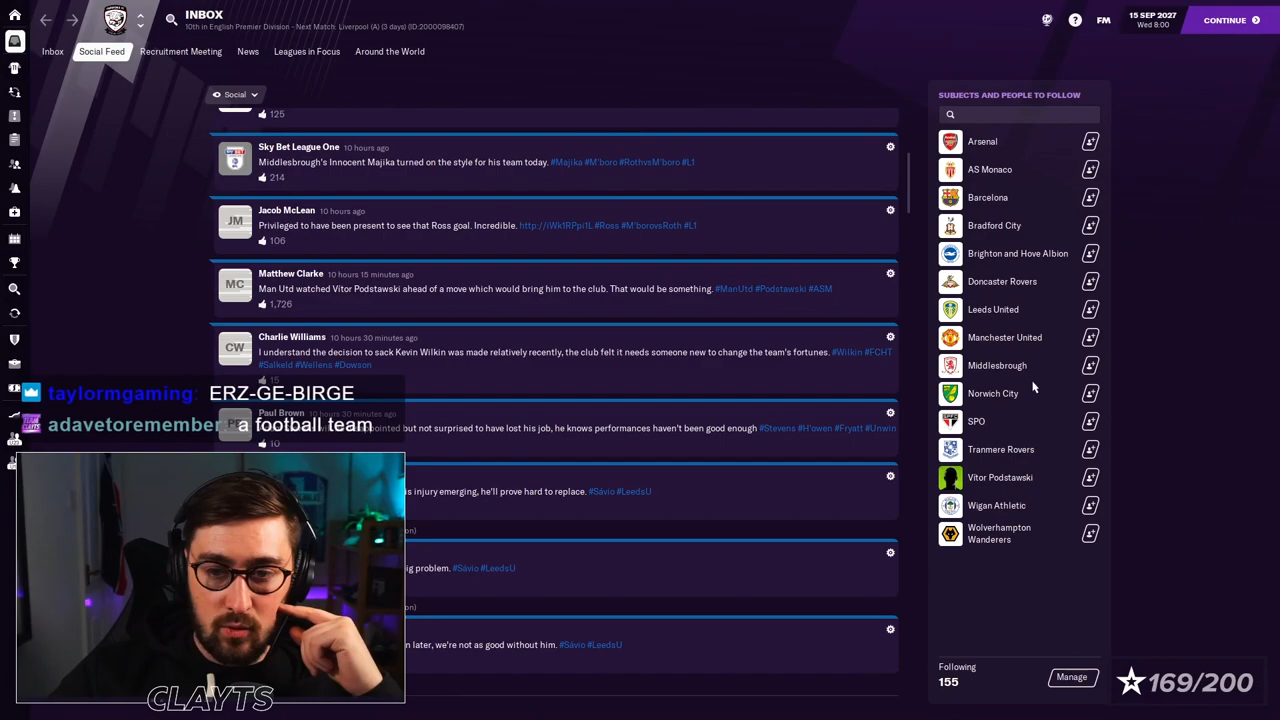 INBOX
10th in English Premier Division - Next Match: Liverpool (A) (3 days) (ID:2000098407)
FM
15 SEP 2027
Wed 8:00
CONTINUE
Inbox
Social Feed
Recruitment Meeting
News
Leagues in Focus
Around the World
Social
125
Sky Bet League One 10 hours ago
Middlesbrough's Innocent Majika turned on the style for his team today. #Majika #M'boro #RothvsM'boro #L1
214
JM
Jacob McLean 10 hours ago
Privileged to have been present to see that Ross goal. Incredible. http://iWk1RPpi1L #Ross #M'borovsRoth #L1
106
MC
Matthew Clarke 10 hours 15 minutes ago
Man Utd watched Vítor Podstawski ahead of a move which would bring him to the club. That would be something. #ManUtd #Podstawski #ASM
1,726
CW
Charlie Williams 10 hours 30 minutes ago
I understand the decision to sack Kevin Wilkin was made relatively recently, the club felt it needs someone new to change the team's fortunes. #Wilkin #FCHT
#Salkeld #Wellens #Dowson
15
Paul Brown 10 hours 30 minutes ago
but not surprised to have lost his job, he knows performances haven't been good enough #Stevens #H'owen #Fryatt #Unwin
10
is injury emerging, he'll prove hard to replace. #Sávio #LeedsU
ig problem. #Sávio #LeedsU
n later, we're not as good without him. #Sávio #LeedsU
taylormgaming: ERZ-GE-BIRGE
adavetoremember a football team
CLAYTS
SUBJECTS AND PEOPLE TO FOLLOW
Arsenal
AS Monaco
Barcelona
Bradford City
Brighton and Hove Albion
Doncaster Rovers
Leeds United
Manchester United
Middlesbrough
Norwich City
SPO
Tranmere Rovers
Vítor Podstawski
Wigan Athletic
Wolverhampton
Wanderers
Following
155
Manage
169/200